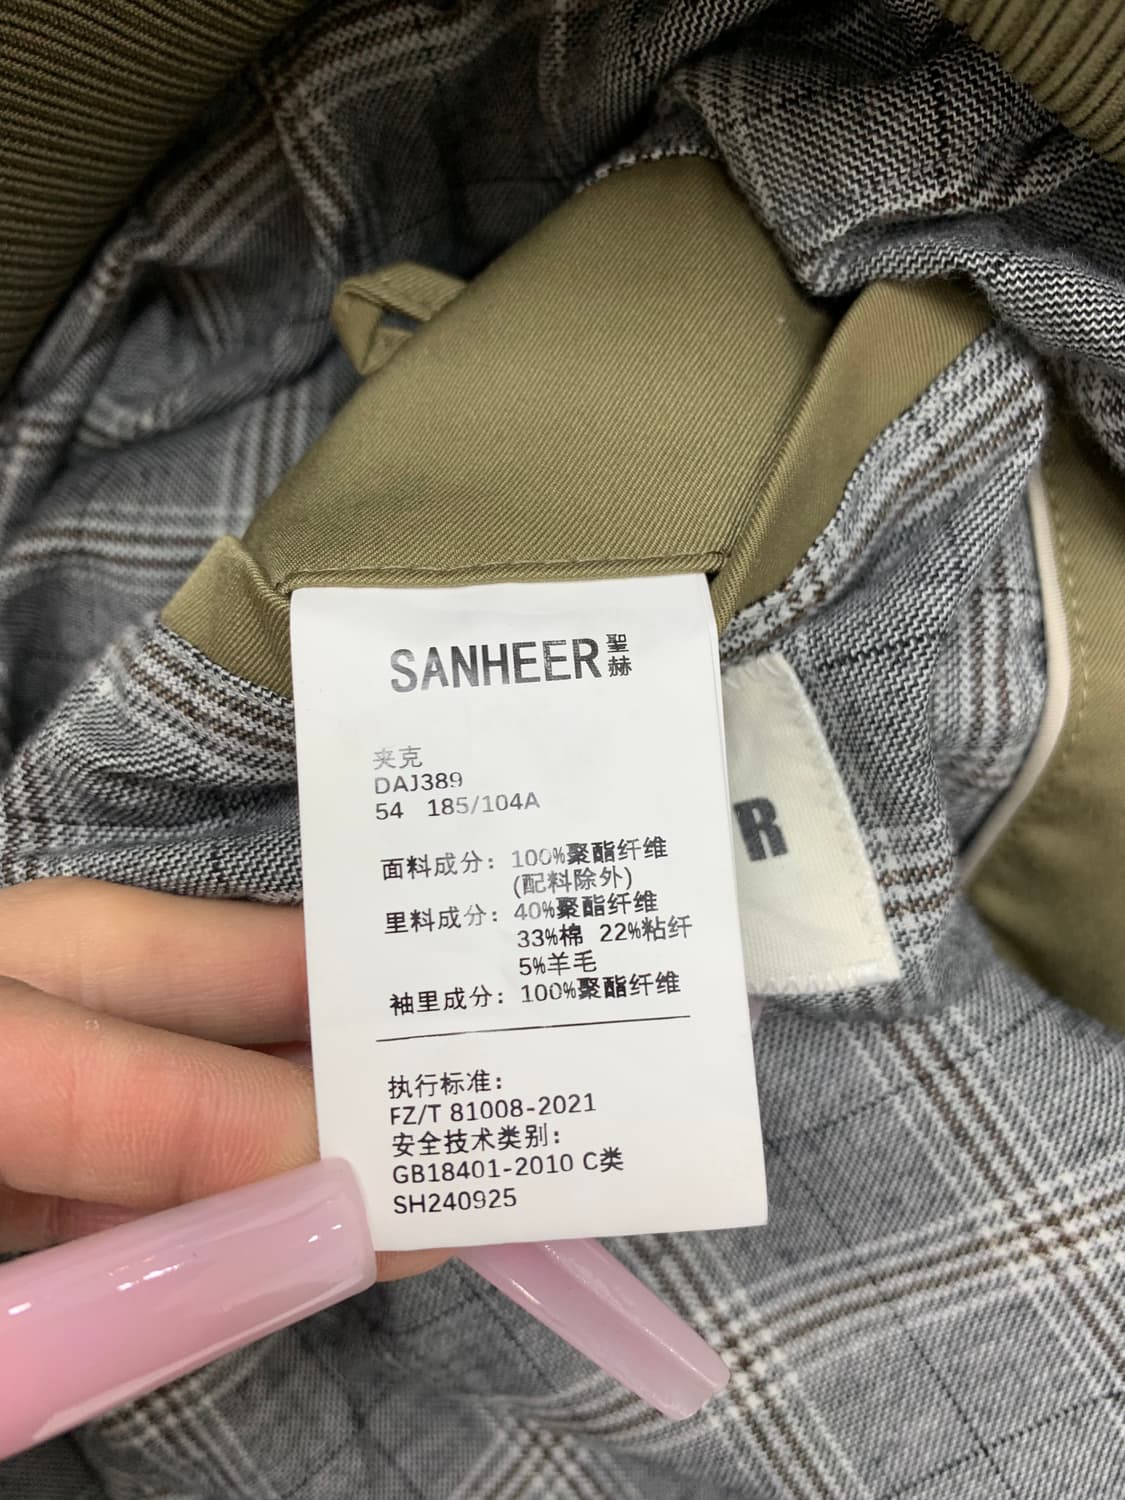 SANHEER 聖赫
夹克
DAJ389
54 185/104A
面料成分: 100%聚酯纤维
(配料除外)
里料成分: 40%聚酯纤维
33%棉 22%粘纤
5%羊毛
袖里成分: 100%聚酯纤维
执行标准:
FZ/T 81008-2021
安全技术类别:
GB18401-2010 C类
SH240925
R